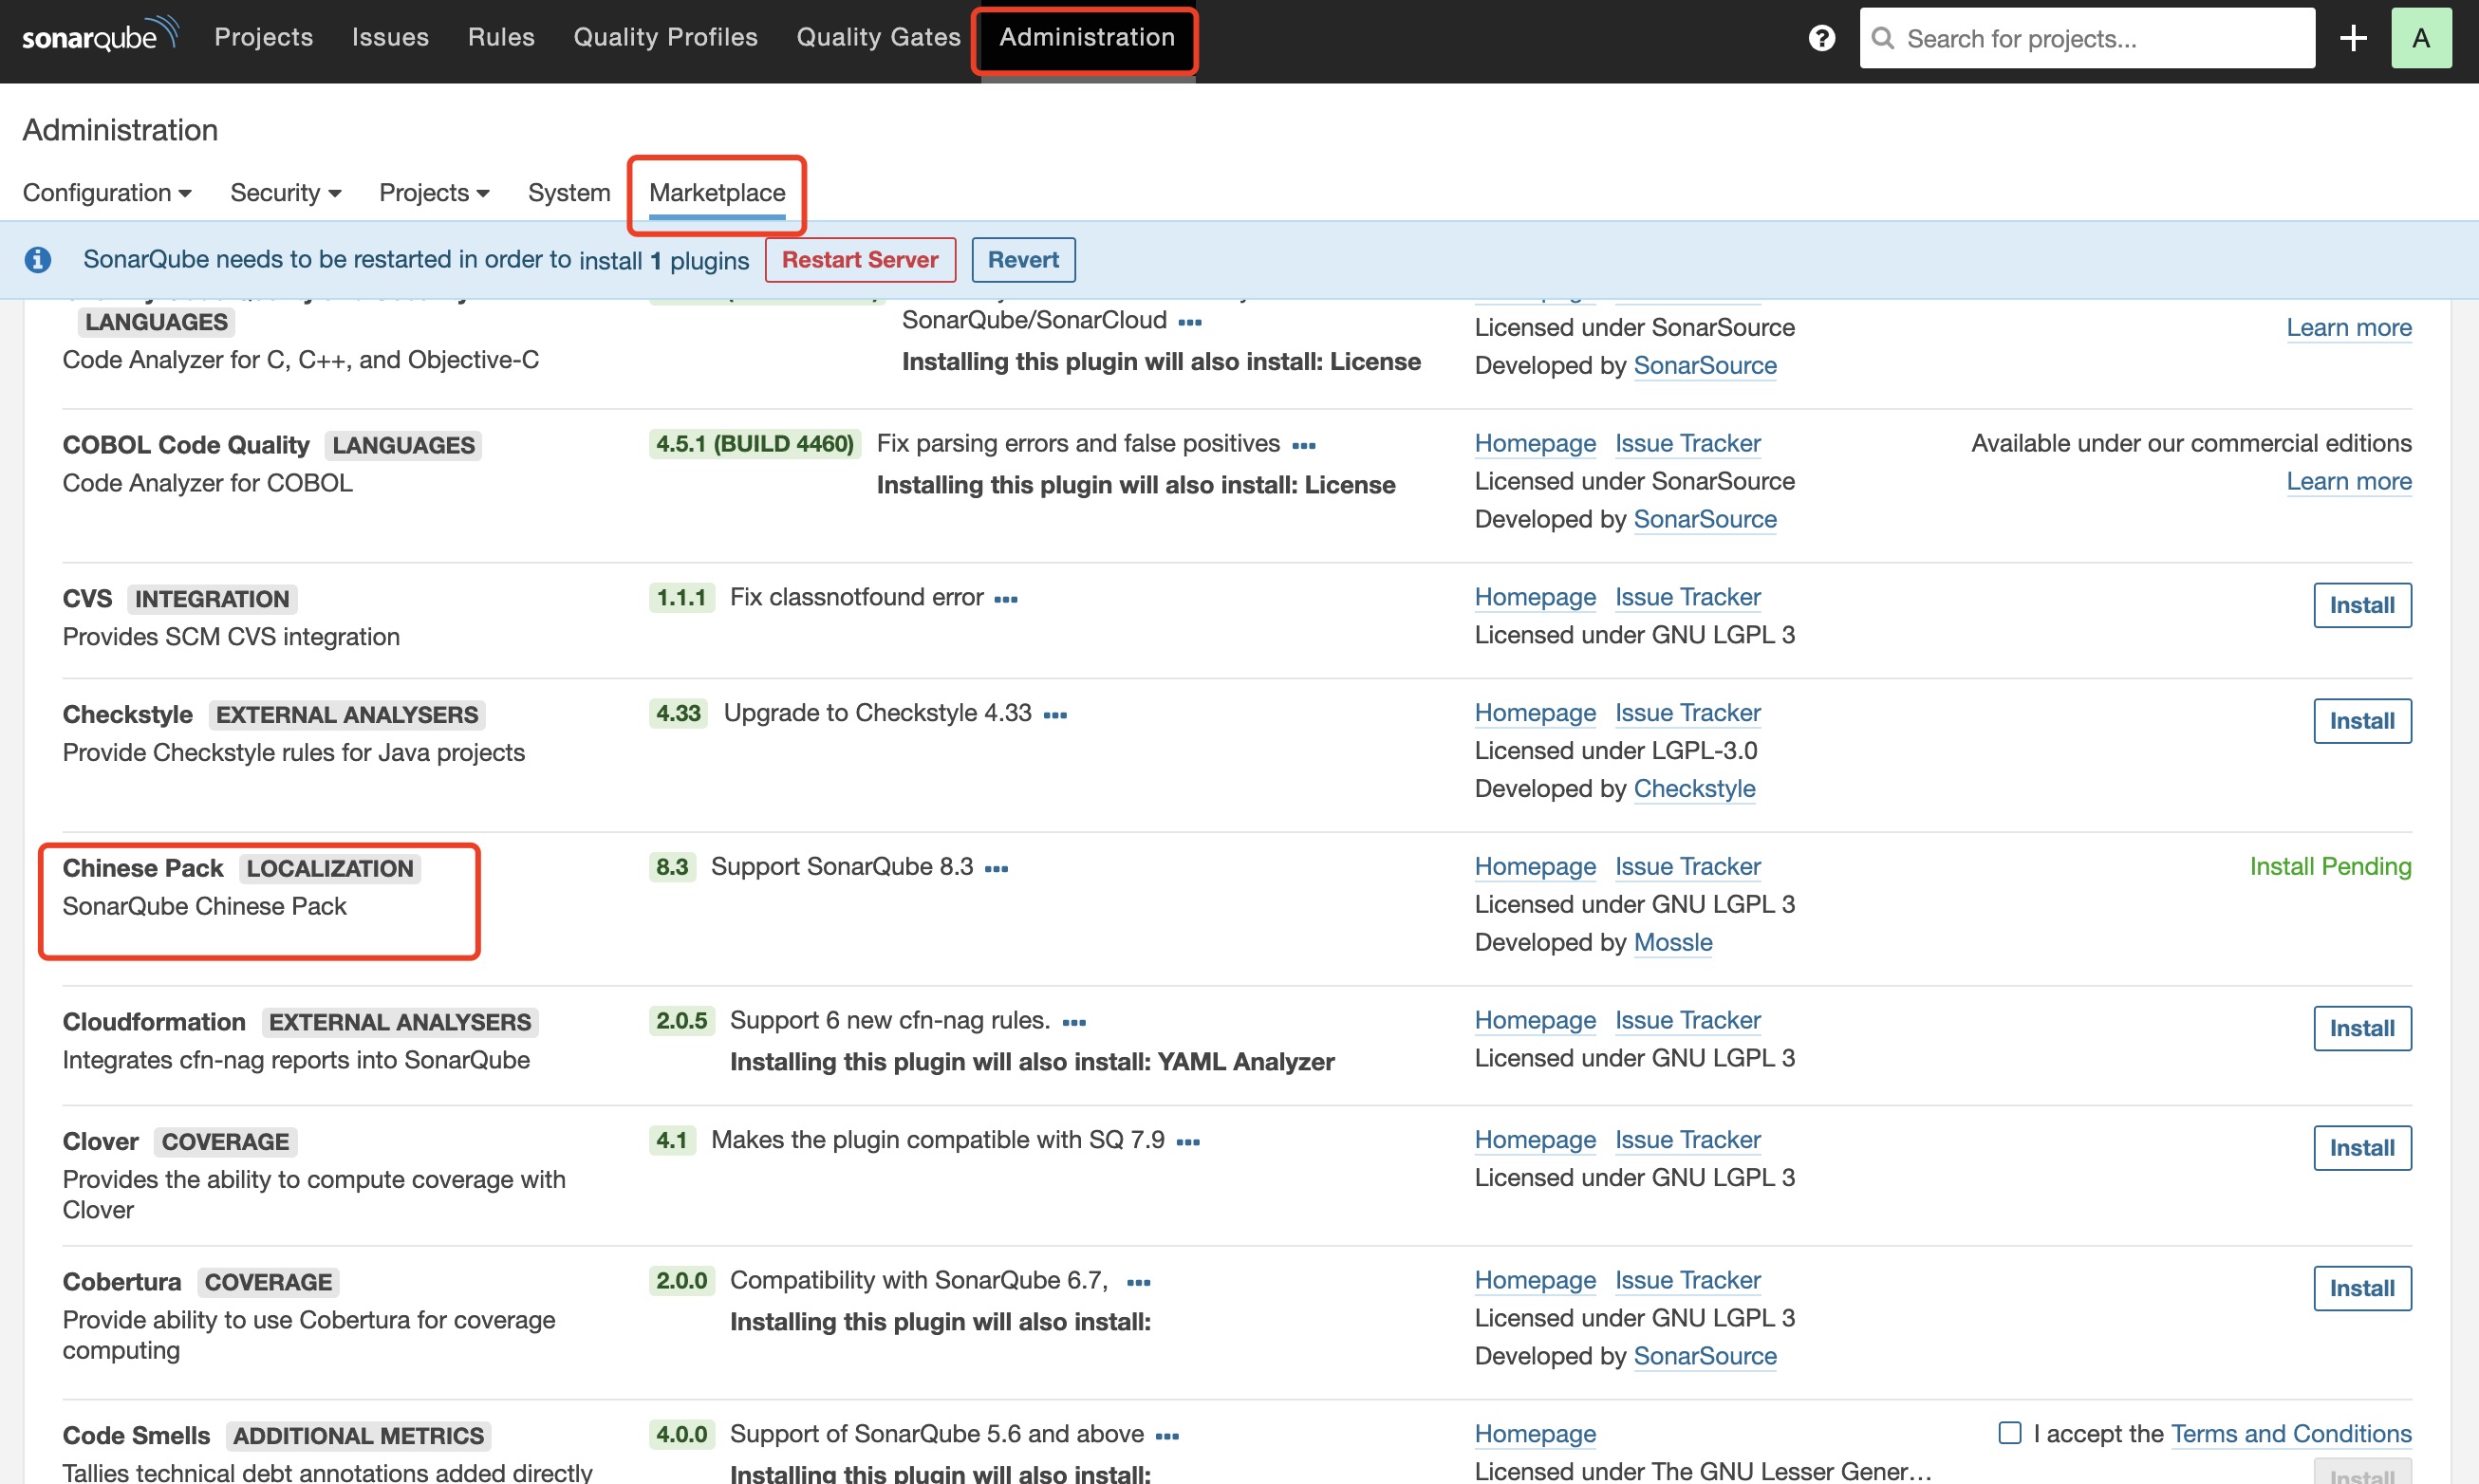 sonarqube Projects Issues Rules Quality Profiles Quality Gates Administration ? Search for projects... + A
Administration
Configuration Security Projects System Marketplace
SonarQube needs to be restarted in order to install 1 plugins Restart Server Revert
LANGUAGES
Code Analyzer for C, C++, and Objective-C
SonarQube/SonarCloud ...
Installing this plugin will also install: License
Licensed under SonarSource
Developed by SonarSource
Learn more
COBOL Code Quality LANGUAGES
Code Analyzer for COBOL
4.5.1 (BUILD 4460) Fix parsing errors and false positives ...
Installing this plugin will also install: License
Homepage Issue Tracker
Licensed under SonarSource
Developed by SonarSource
Available under our commercial editions
Learn more
CVS INTEGRATION
Provides SCM CVS integration
1.1.1 Fix classnotfound error ...
Homepage Issue Tracker
Licensed under GNU LGPL 3
Install
Checkstyle EXTERNAL ANALYSERS
Provide Checkstyle rules for Java projects
4.33 Upgrade to Checkstyle 4.33 ...
Homepage Issue Tracker
Licensed under LGPL-3.0
Developed by Checkstyle
Install
Chinese Pack LOCALIZATION
SonarQube Chinese Pack
8.3 Support SonarQube 8.3 ...
Homepage Issue Tracker
Licensed under GNU LGPL 3
Developed by Mossle
Install Pending
Cloudformation EXTERNAL ANALYSERS
Integrates cfn-nag reports into SonarQube
2.0.5 Support 6 new cfn-nag rules. ...
Installing this plugin will also install: YAML Analyzer
Homepage Issue Tracker
Licensed under GNU LGPL 3
Install
Clover COVERAGE
Provides the ability to compute coverage with
Clover
4.1 Makes the plugin compatible with SQ 7.9 ...
Homepage Issue Tracker
Licensed under GNU LGPL 3
Install
Cobertura COVERAGE
Provide ability to use Cobertura for coverage
computing
2.0.0 Compatibility with SonarQube 6.7, ...
Installing this plugin will also install:
Homepage Issue Tracker
Licensed under GNU LGPL 3
Developed by SonarSource
Install
Code Smells ADDITIONAL METRICS
Tallies technical debt annotations added directly
4.0.0 Support of SonarQube 5.6 and above ...
Installing this plugin will also install:
Homepage
Licensed under The GNU Lesser Gener...
I accept the Terms and Conditions
Install